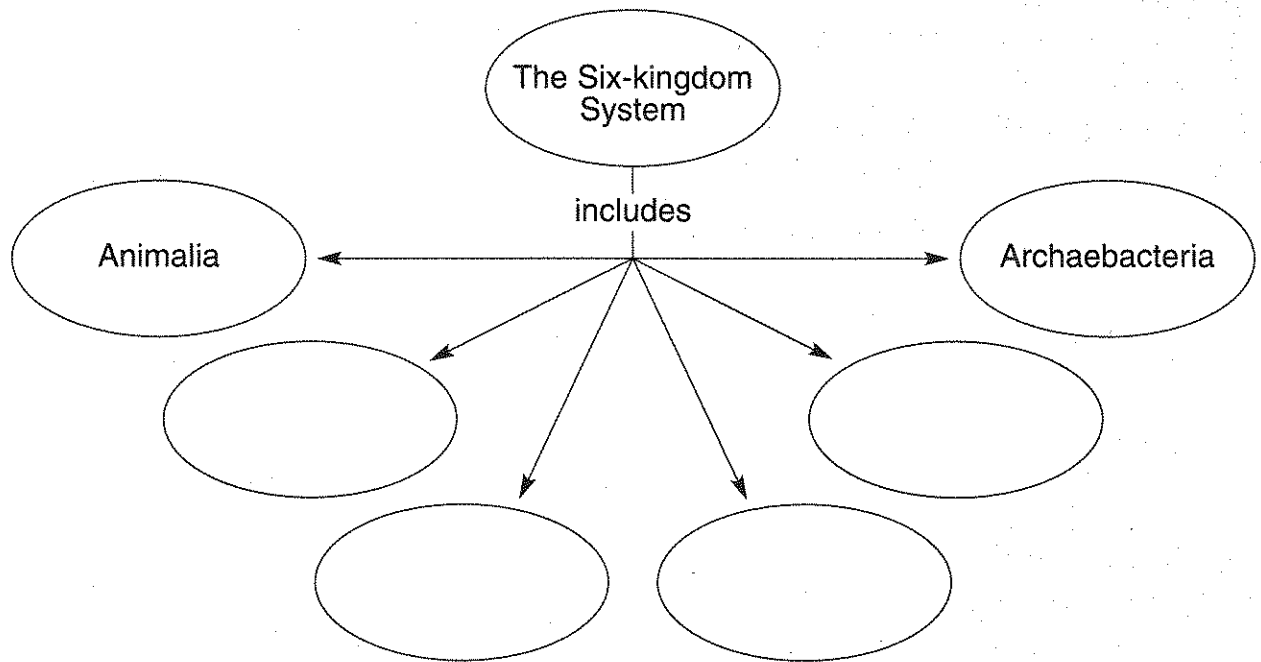 The Six-kingdom
System
includes
Animalia
Archaebacteria